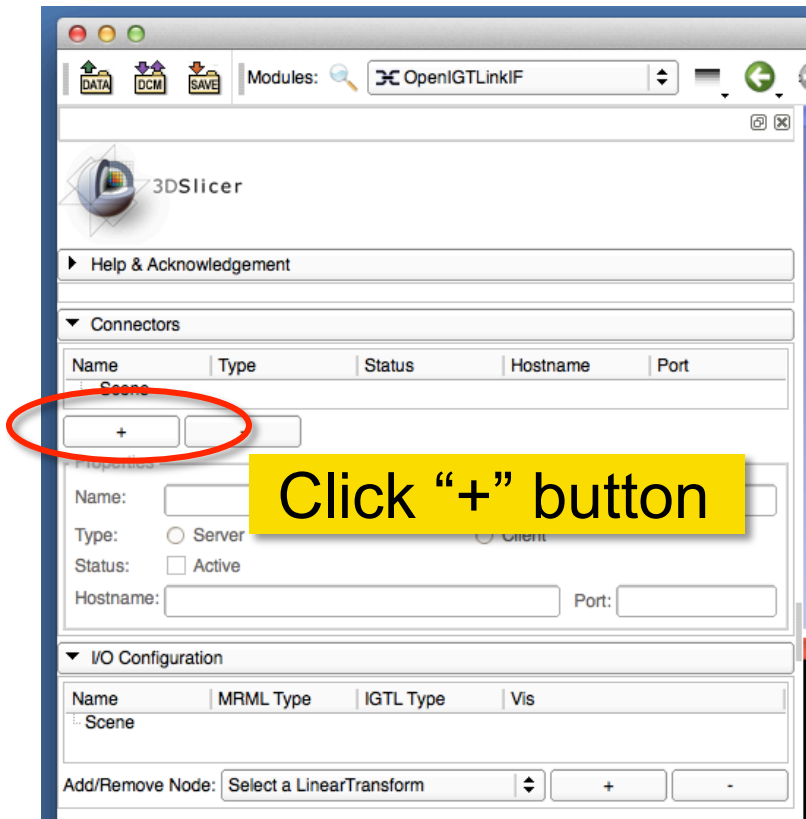 DATA DCM SAVE Modules: OpenIGTLinkIF
3DSlicer
Help & Acknowledgement
Connectors
Name Type Status Hostname Port
Scene
+ -
Properties
Click “+” button
Name:
Type: Server Client
Status: Active
Hostname: Port:
I/O Configuration
Name MRML Type IGTL Type Vis
Scene
Add/Remove Node: Select a LinearTransform + -